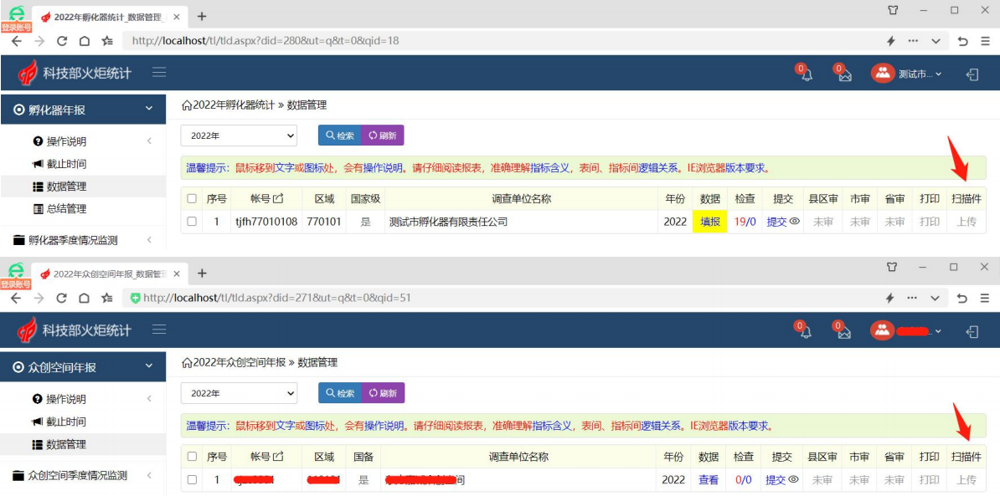 2022年孵化器统计_数据管理_ × +
登录账号
http://localhost/tl/tld.aspx?did=280&ut=q&t=0&qid=18
科技部火炬统计 0 0 测试市...
孵化器年报
2022年孵化器统计 » 数据管理
操作说明
2022年 检索 刷新
截止时间
温馨提示：鼠标移到文字或图标处，会有操作说明。请仔细阅读报表，准确理解指标含义，表间、指标间逻辑关系。IE浏览器版本要求。
数据管理
序号 帐号 区域 国家级 调查单位名称 年份 数据 检查 提交 县区审 市审 省审 打印 扫描件
总结管理
1 tjfh77010108 770101 是 测试市孵化器有限责任公司 2022 填报 19/0 提交 未审 未审 未审 打印 上传
孵化器季度情况监测
2022年众创空间年报_数据管理 × +
登录账号
http://localhost/tl/tld.aspx?did=271&ut=q&t=0&qid=51
科技部火炬统计 0 0
众创空间年报
2022年众创空间年报 » 数据管理
操作说明
2022年 检索 刷新
截止时间
温馨提示：鼠标移到文字或图标处，会有操作说明。请仔细阅读报表，准确理解指标含义，表间、指标间逻辑关系。IE浏览器版本要求。
数据管理
序号 帐号 区域 国备 调查单位名称 年份 数据 检查 提交 县区审 市审 省审 打印 扫描件
众创空间季度情况监测
1 是 间 2022 查看 0/0 提交 未审 未审 未审 打印 上传